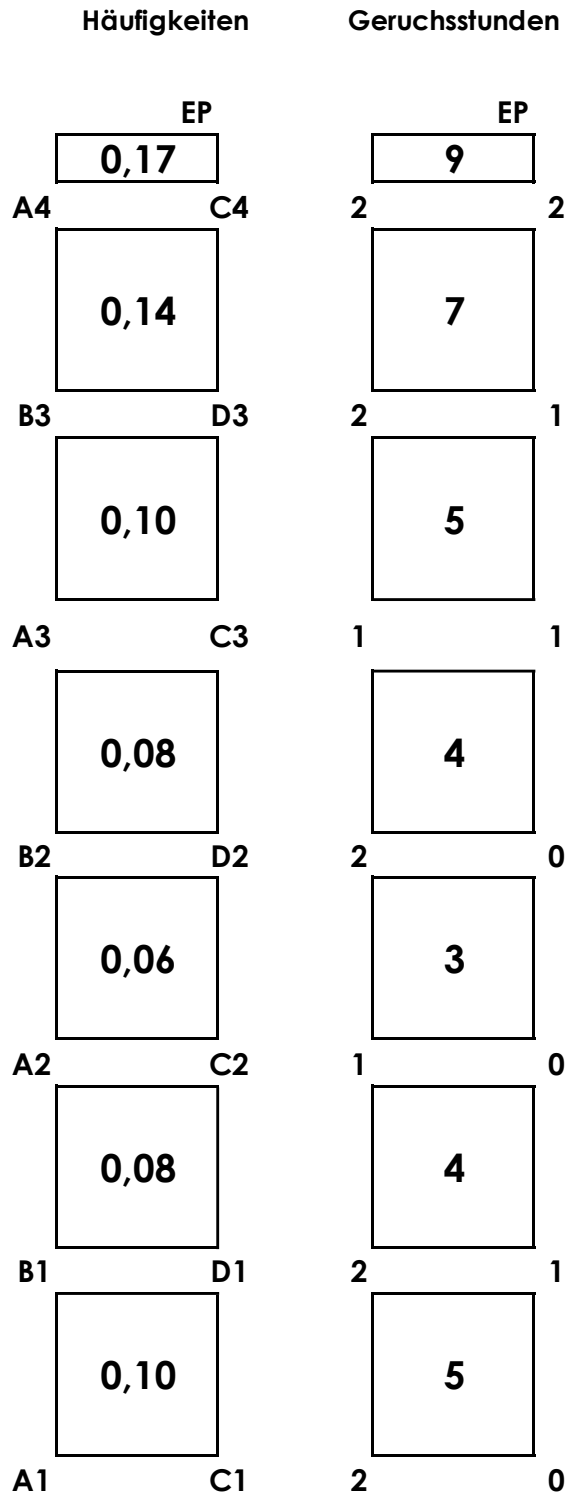 Häufigkeiten Geruchsstunden
EP EP
0,17 9
A4 C4 2 2
0,14 7
B3 D3 2 1
0,10 5
A3 C3 1 1
0,08 4
B2 D2 2 0
0,06 3
A2 C2 1 0
0,08 4
B1 D1 2 1
0,10 5
A1 C1 2 0